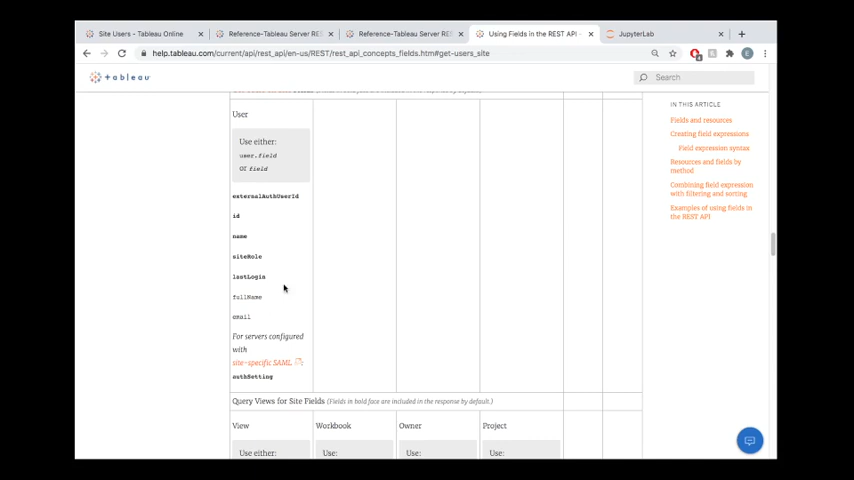 Site Users - Tableau Online
Reference-Tableau Server RES
Reference-Tableau Server RES
Using Fields in the REST API -
JupyterLab
help.tableau.com/current/api/rest_api/en-us/REST/rest_api_concepts_fields.htm#get-users_site
E
+ableau
Search
IN THIS ARTICLE
Fields and resources
Creating field expressions
Field expression syntax
Resources and fields by
method
Combining field expression
with filtering and sorting
Examples of using fields in
the REST API
User
Use either:
user.field
or field
externalAuthUserId
id
name
siteRole
lastLogin
fullName
email
For servers configured
with
site-specific SAML
authSetting
Query Views for Site Fields (Fields in bold face are included in the response by default.)
View
Workbook
Owner
Project
Use either:
Use:
Use:
Use: